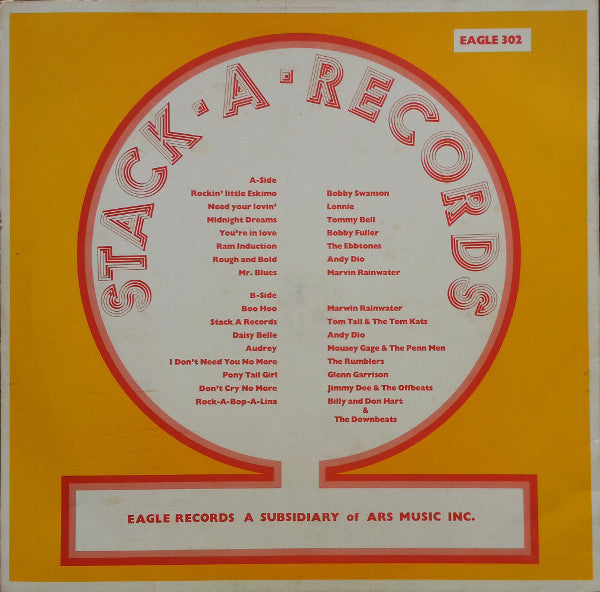 EAGLE 302
STACK·A·RECORDS
A-Side
Rockin' little Eskimo Bobby Swanson
Need your lovin' Lonnie
Midnight Dreams Tommy Bell
You're in love Bobby Fuller
Ram Induction The Ebbtones
Rough and Bold Andy Dio
Mr. Blues Marvin Rainwater
B-Side
Boo Hoo Marwin Rainwater
Stack A Records Tom Tall & The Tom Kats
Daisy Belle Andy Dio
Audrey Mousey Gage & The Penn Men
I Don't Need You No More The Rumblers
Pony Tail Girl Glenn Garrison
Don't Cry No More Jimmy Dee & The Offbeats
Rock-A-Bop-A-Lina Billy and Don Hart
&
The Downbeats
EAGLE RECORDS A SUBSIDIARY of ARS MUSIC INC.